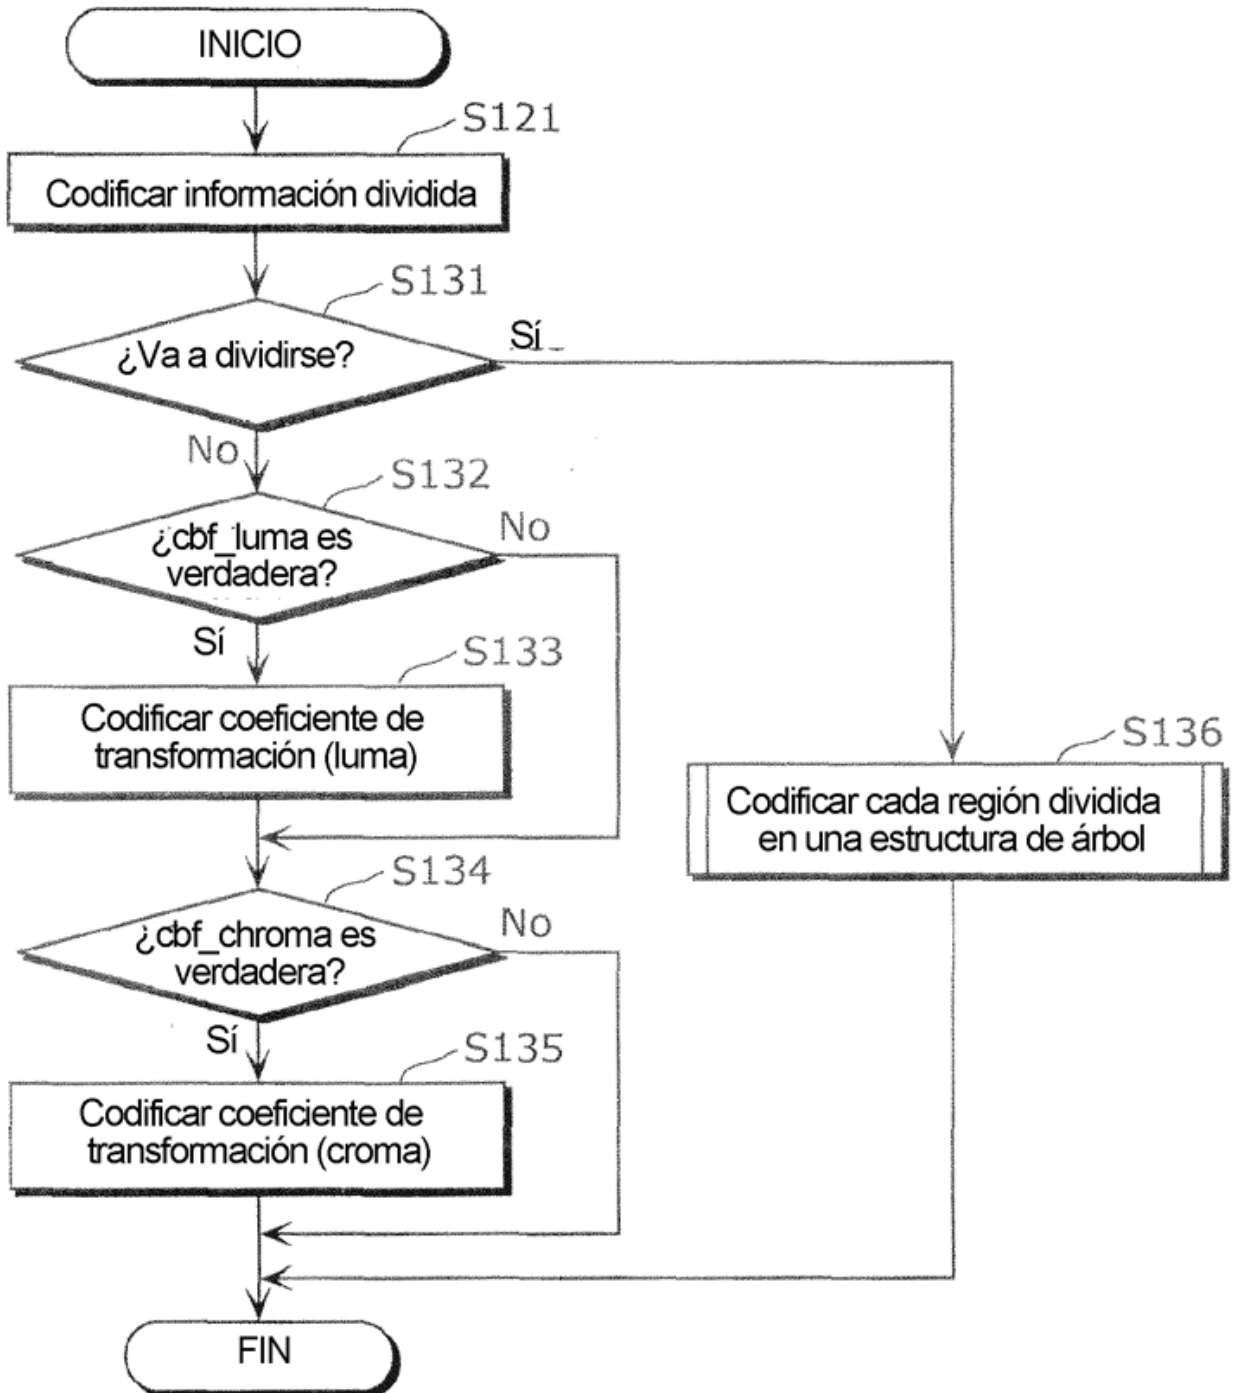 INICIO
S121
Codificar información dividida
S131
¿Va a dividirse?
Sí
No
S132
¿cbf_luma es
verdadera?
No
Sí
S133
Codificar coeficiente de
transformación (luma)
S136
Codificar cada región dividida
en una estructura de árbol
S134
¿cbf_chroma es
verdadera?
No
Sí
S135
Codificar coeficiente de
transformación (croma)
FIN